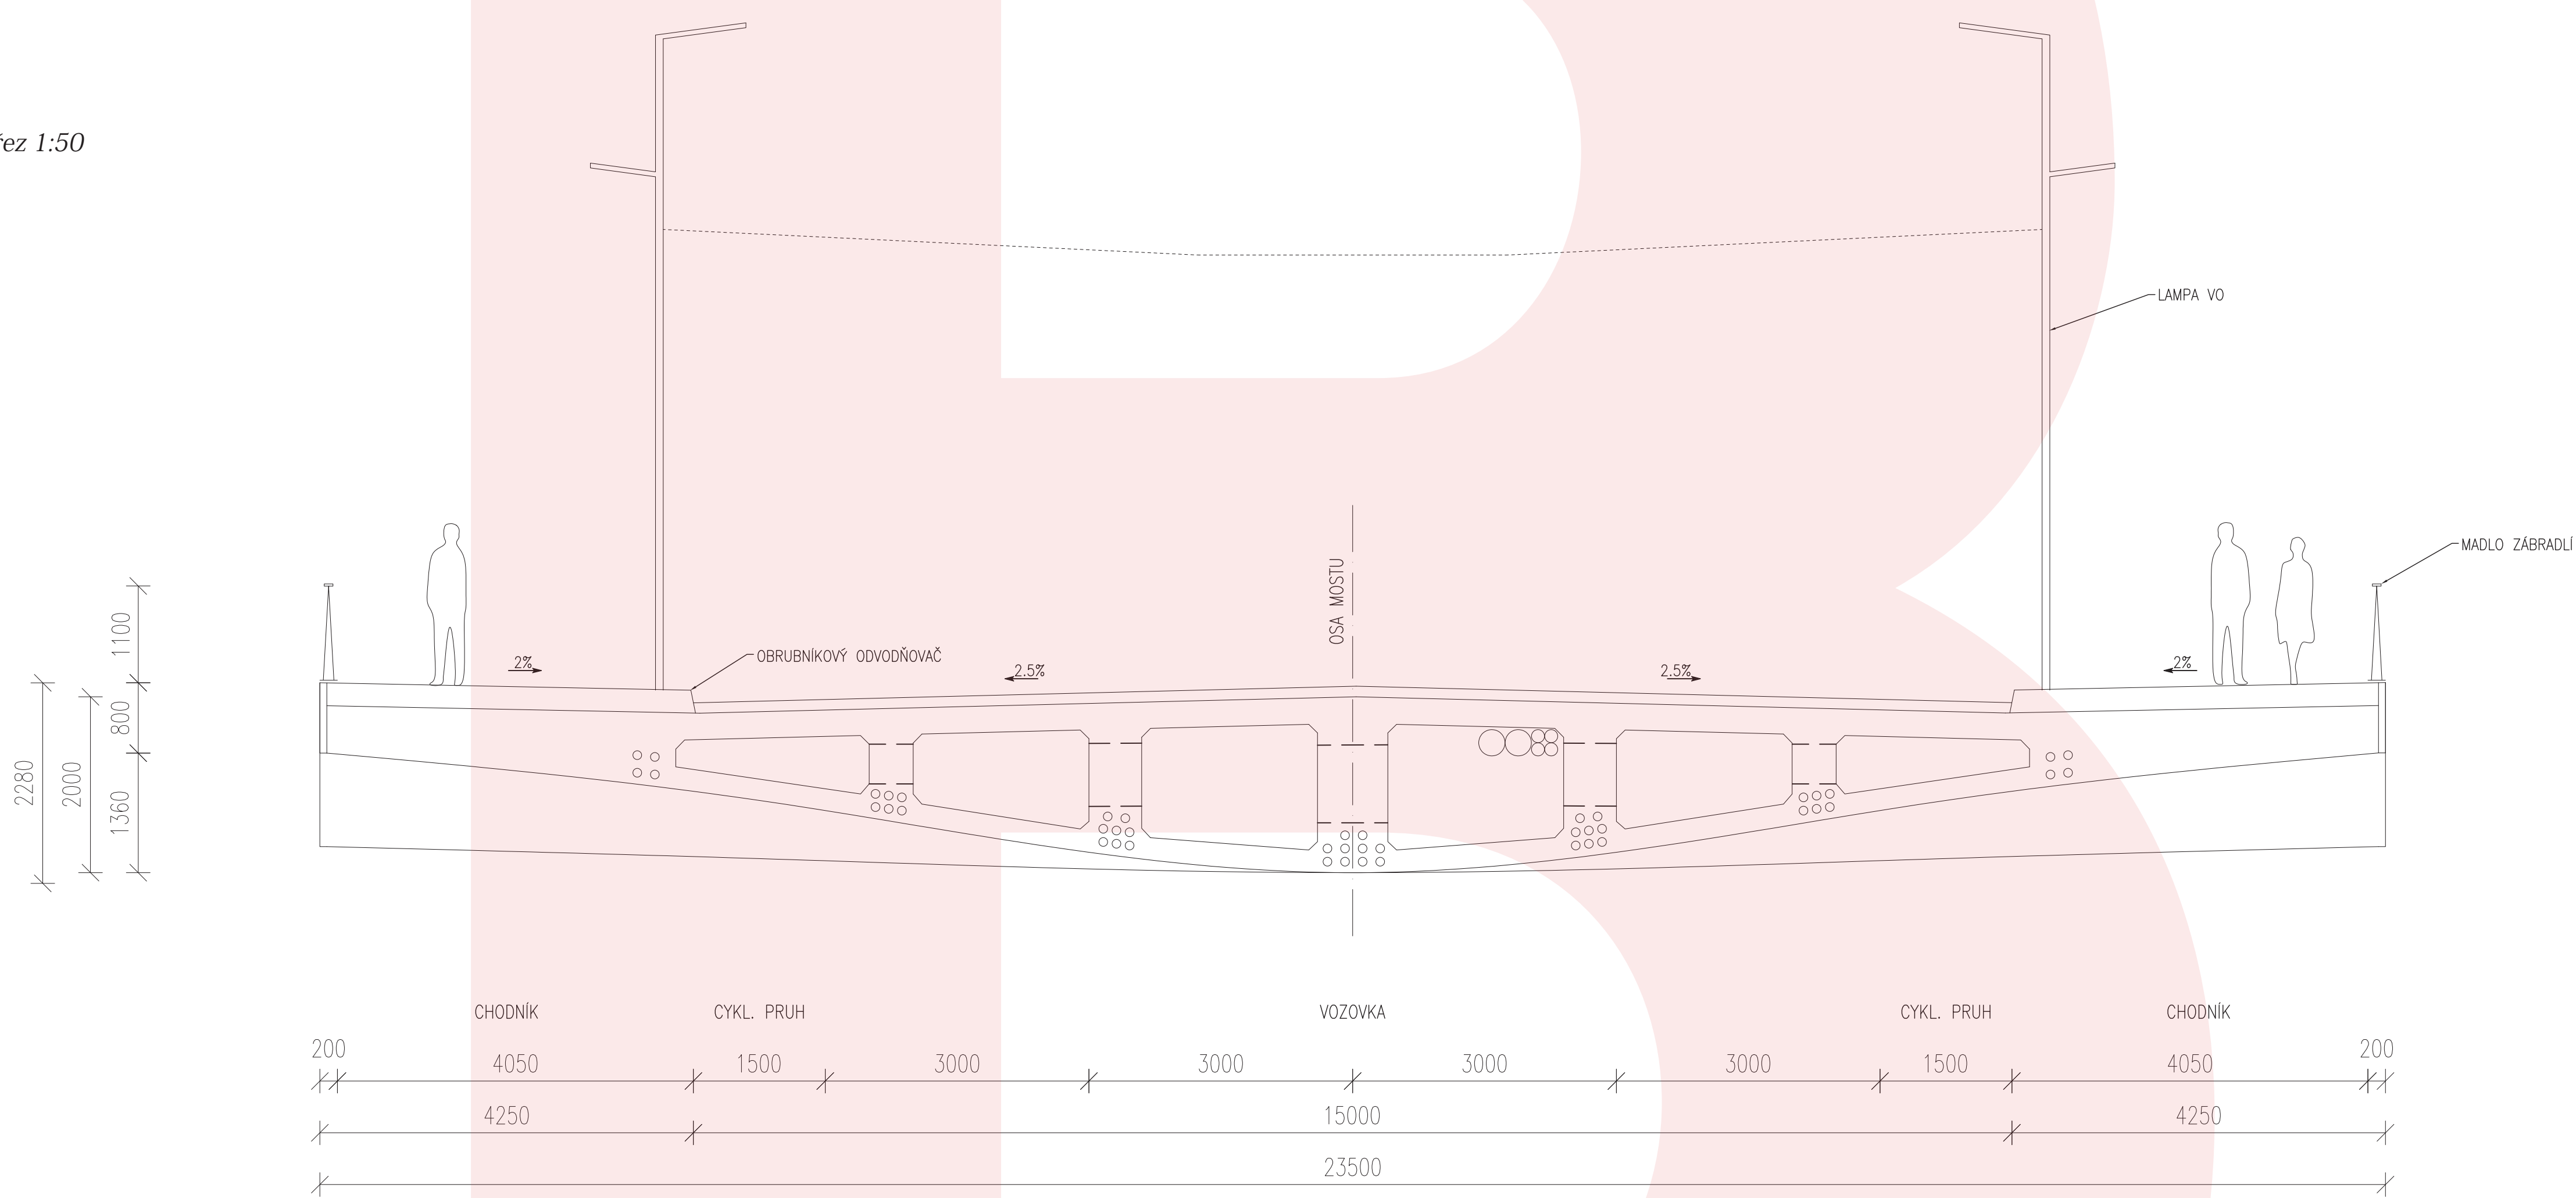 řez 1:50
LAMPA VO
MADLO ZÁBRADLÍ
OSA MOSTU
OBRUBNÍKOVÝ ODVODŇOVAČ
2%
2.5%
2.5%
2%
1100
800
1360
2000
2280
CHODNÍK CYKL. PRUH VOZOVKA CYKL. PRUH CHODNÍK
200 4050 1500 3000 3000 3000 3000 1500 4050 200
4250 15000 4250
23500